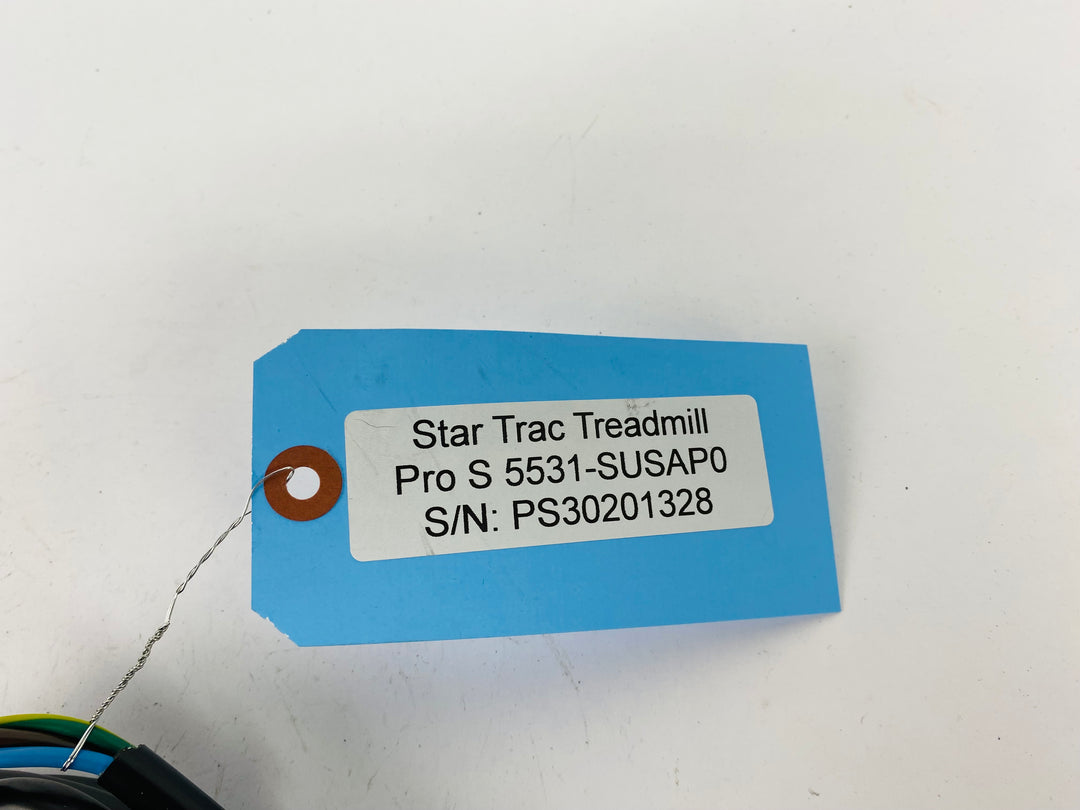 Star Trac Treadmill
Pro S 5531-SUSAP0
S/N: PS30201328